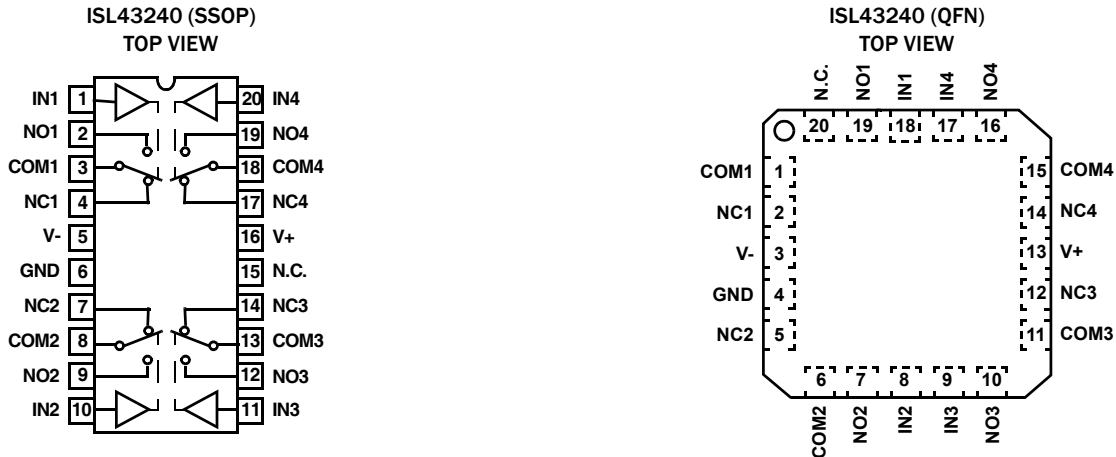 ISL43240 (SSOP)
TOP VIEW
IN1 1 20 IN4
NO1 2 19 NO4
COM1 3 18 COM4
NC1 4 17 NC4
V- 5 16 V+
GND 6 15 N.C.
NC2 7 14 NC3
COM2 8 13 COM3
NO2 9 12 NO3
IN2 10 11 IN3
ISL43240 (QFN)
TOP VIEW
N.C. NO1 IN1 IN4 NO4
20 19 18 17 16
COM1 1 15 COM4
NC1 2 14 NC4
V- 3 13 V+
GND 4 12 NC3
NC2 5 11 COM3
6 7 8 9 10
COM2 NO2 IN2 IN3 NO3